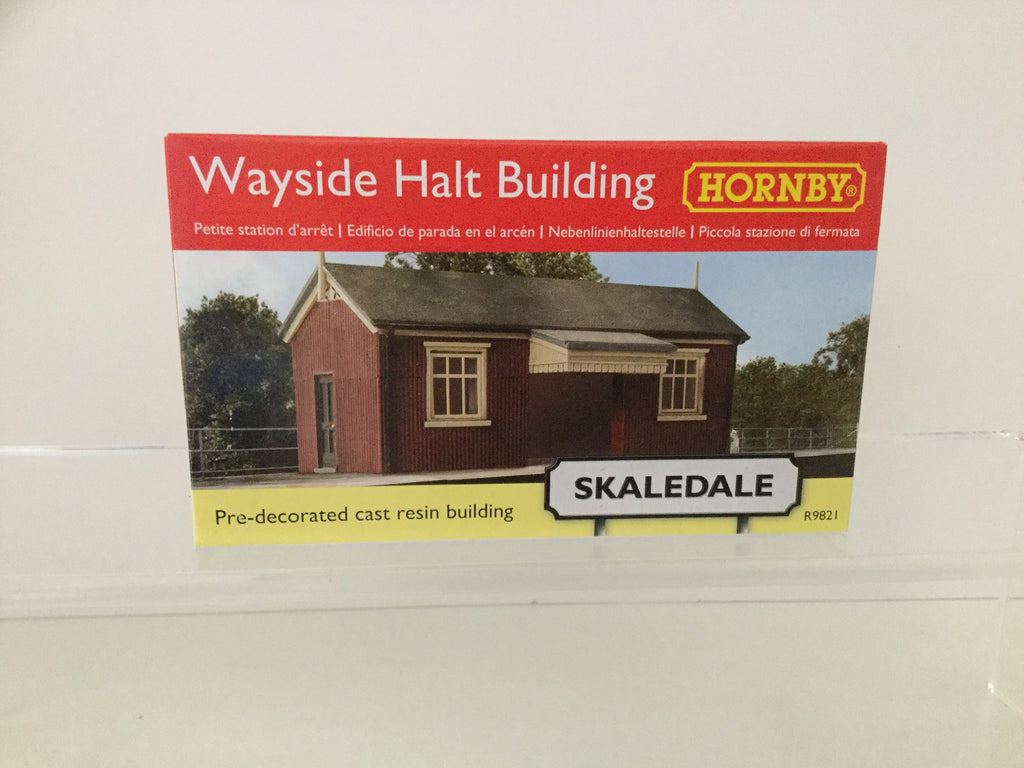 Wayside Halt Building
HORNBY®
Petite station d'arrêt | Edificio de parada en el arcén | Nebenlinienhaltestelle | Piccola stazione di fermata
SKALEDALE
Pre-decorated cast resin building
R9821